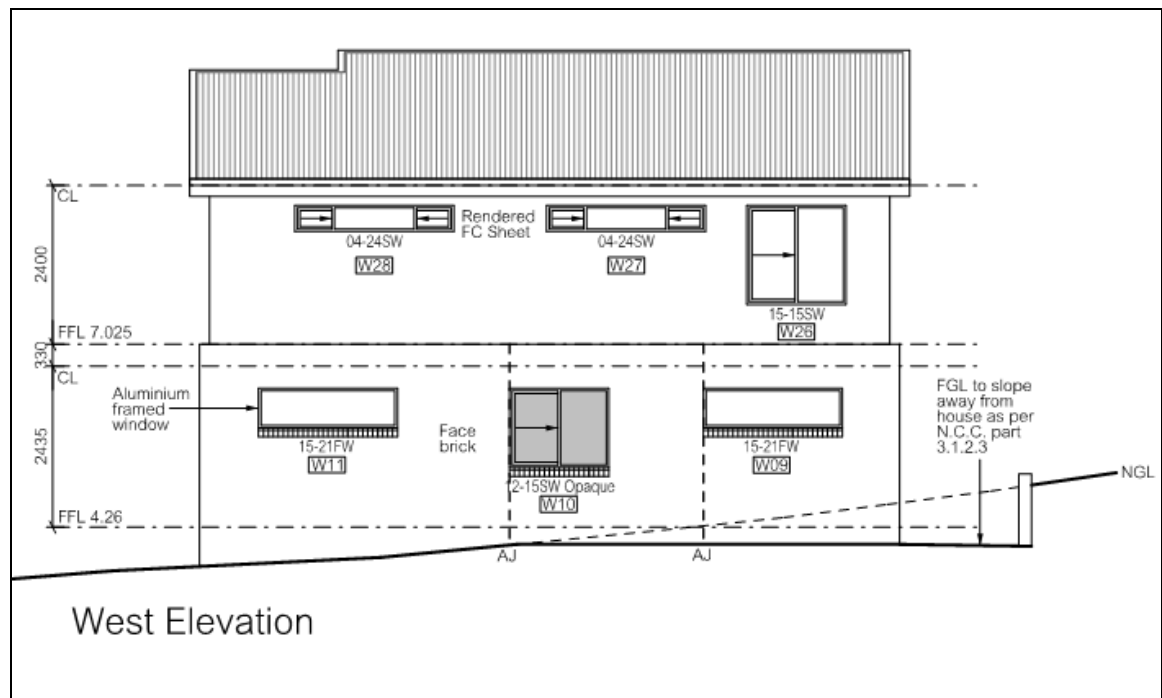 CL
2400
Rendered
FC Sheet
04-24SW
W28
04-24SW
W27
15-15SW
W26
FFL 7.025
330
CL
2435
Aluminium
framed
window
15-21FW
W11
Face
brick
2-15SW Opaque
W10
15-21FW
W09
FGL to slope
away from
house as per
N.C.C. part
3.1.2.3
NGL
FFL 4.26
AJ
AJ
West Elevation